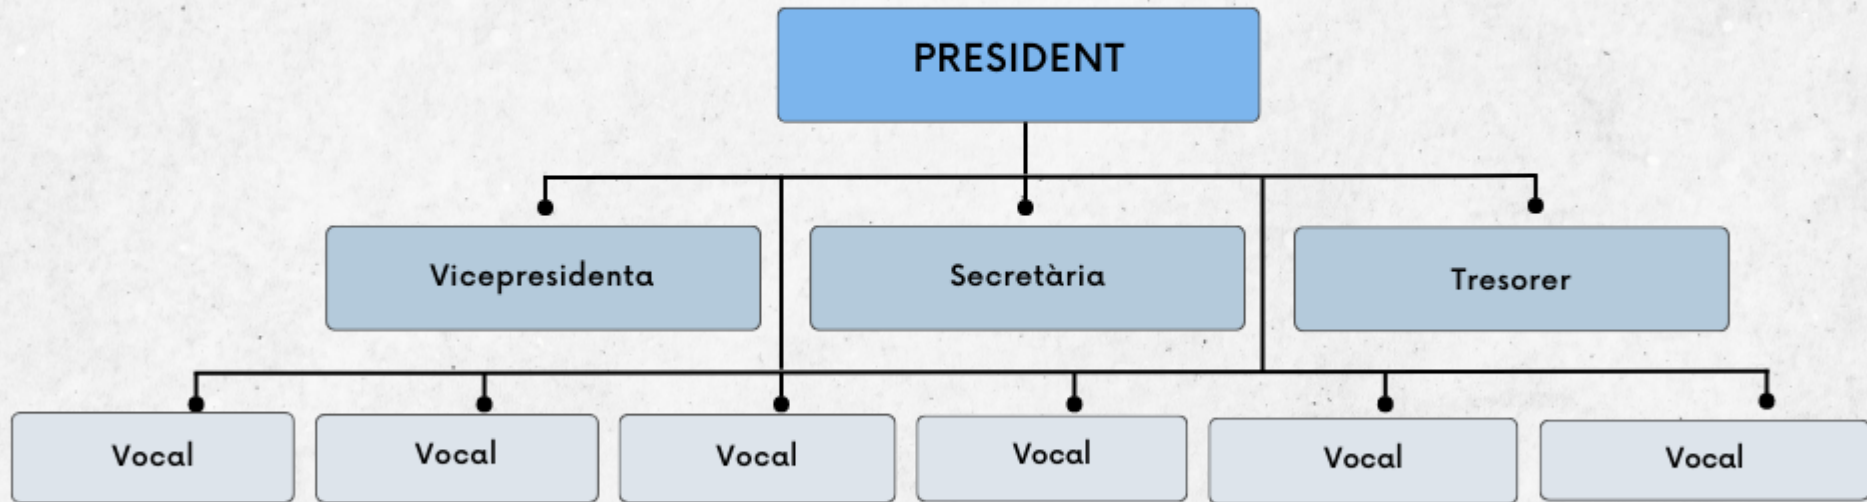 PRESIDENT
Vicepresidenta
Secretària
Tresorer
Vocal
Vocal
Vocal
Vocal
Vocal
Vocal